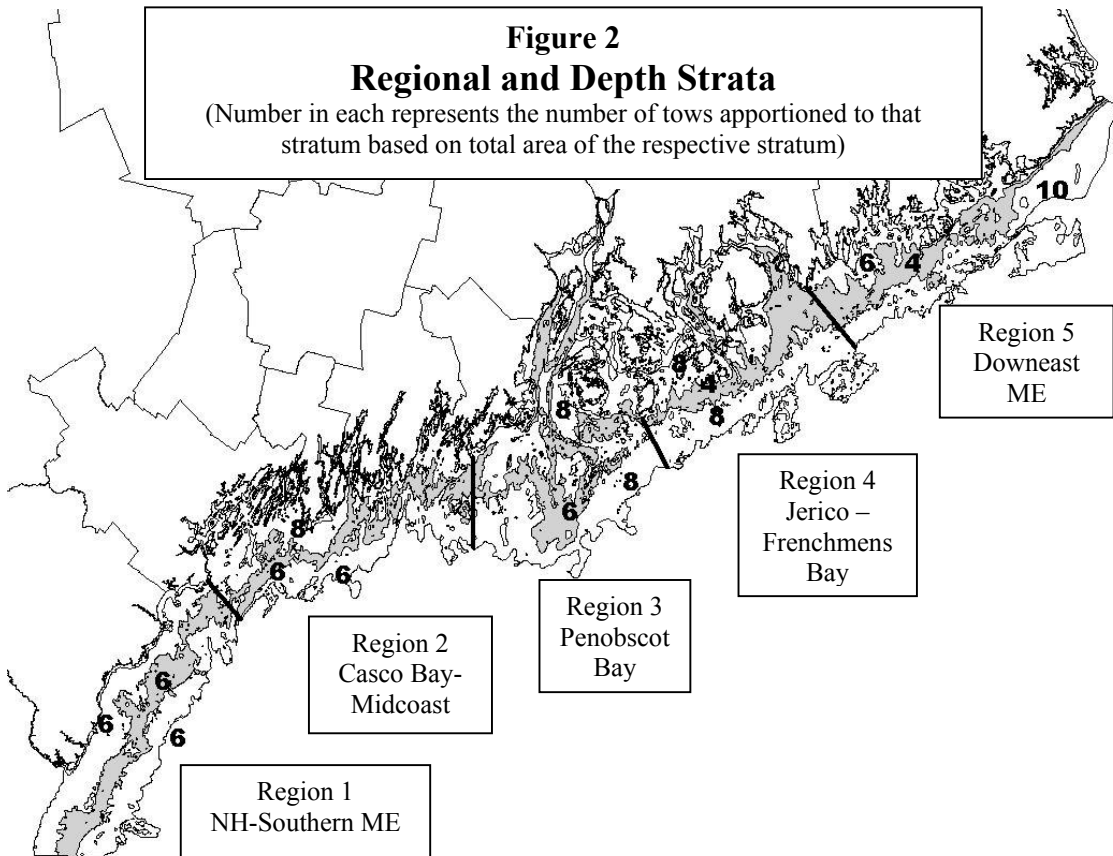 Figure 2
Regional and Depth Strata
(Number in each represents the number of tows apportioned to that
stratum based on total area of the respective stratum)
10
6
4
Region 5
Downeast
ME
8
4
8
8
8
6
Region 4
Jerico –
Frenchmens
Bay
8
6
6
Region 3
Penobscot
Bay
Region 2
Casco Bay-
Midcoast
6
6
6
Region 1
NH-Southern ME